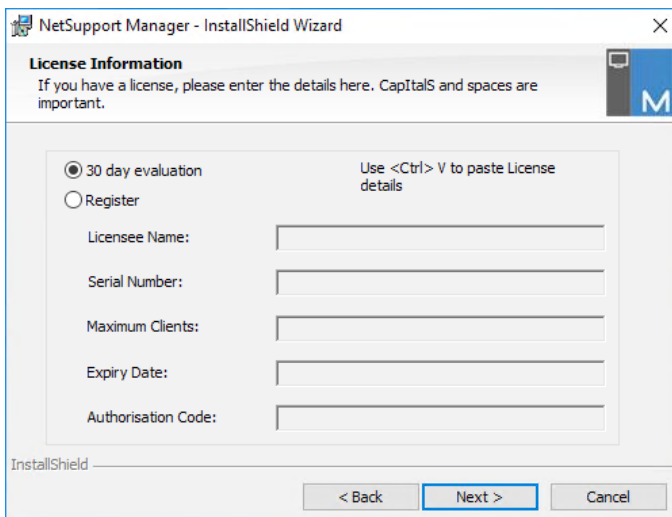 NetSupport Manager - InstallShield Wizard
License Information
If you have a license, please enter the details here. CapItalS and spaces are
important.
M
30 day evaluation
Use <Ctrl> V to paste License
details
Register
Licensee Name:
Serial Number:
Maximum Clients:
Expiry Date:
Authorisation Code:
InstallShield
< Back
Next >
Cancel